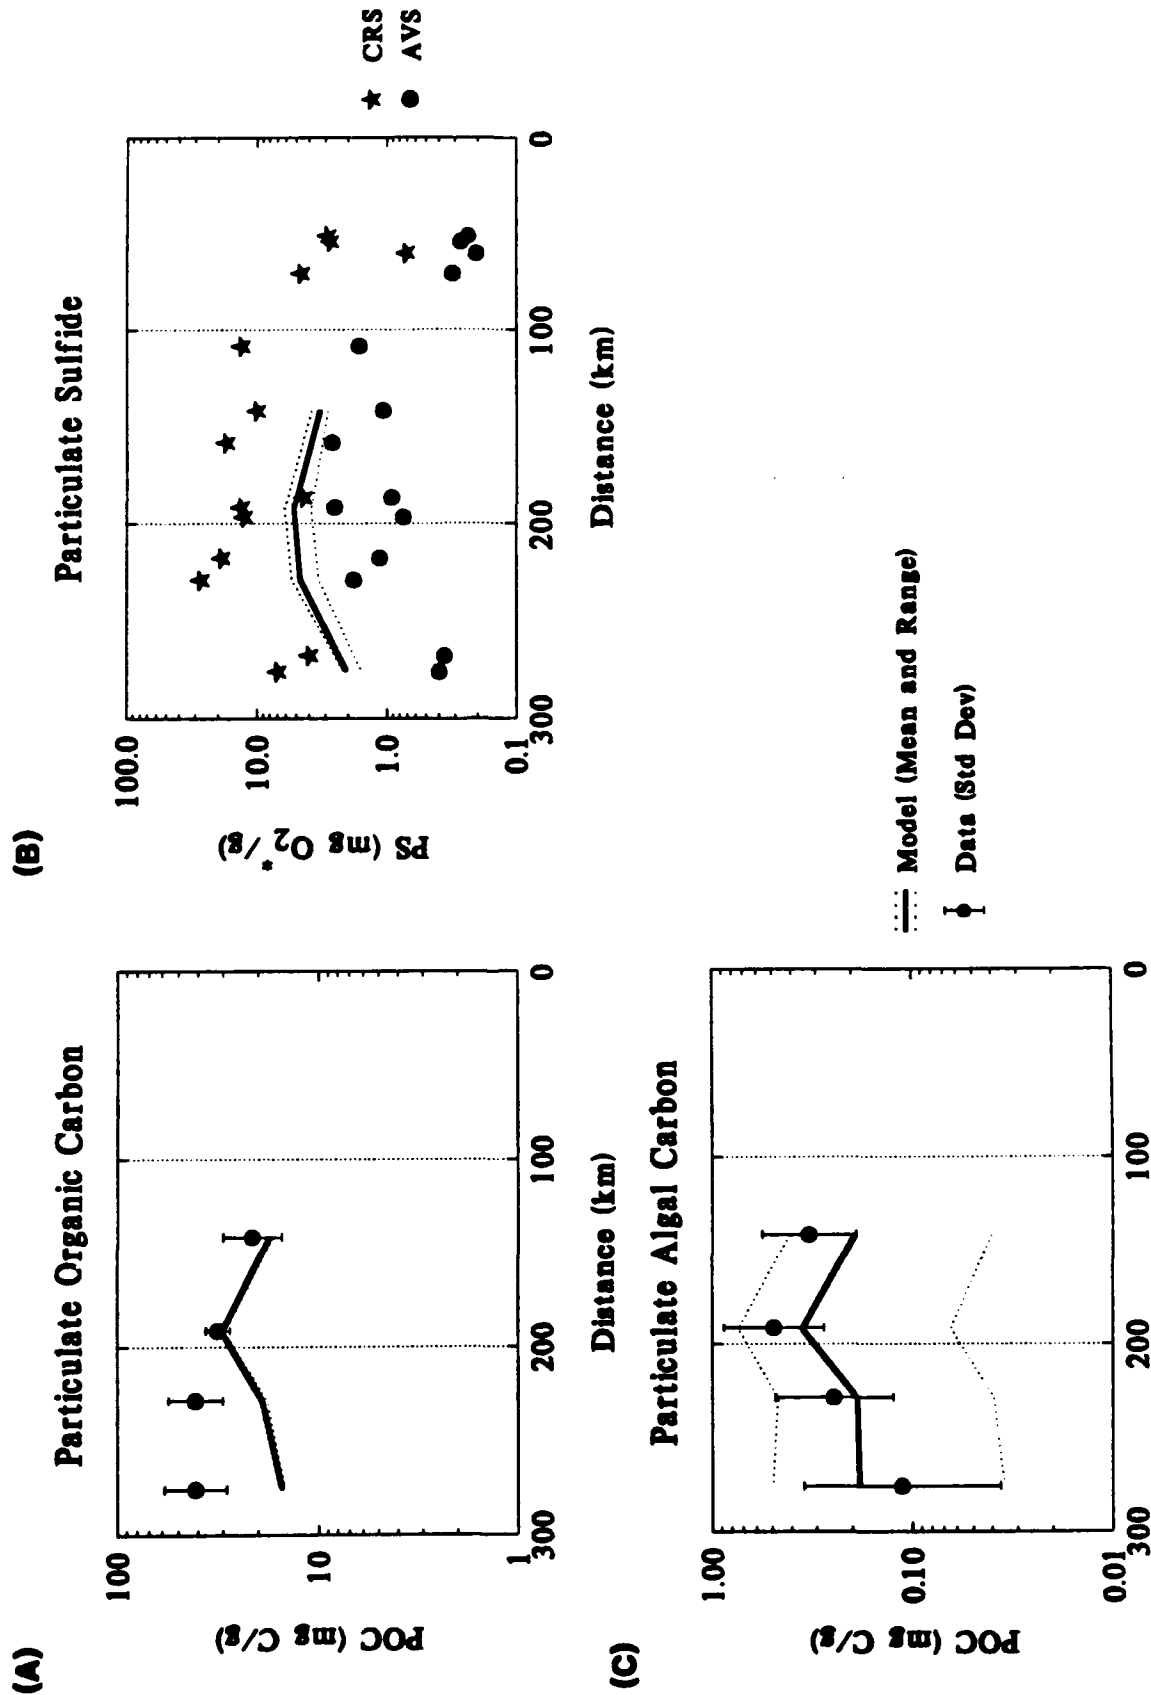 (A)
Particulate Organic Carbon
POC (mg C/g)
100
10
1
300
200
100
0
Distance (km)
(B)
Particulate Sulfide
PS (mg O2*/g)
100.0
10.0
1.0
0.1
300
200
100
0
Distance (km)
CRS
AVS
(C)
Particulate Algal Carbon
POC (mg C/g)
1.00
0.10
0.01
300
200
100
0
Model (Mean and Range)
Data (Std Dev)